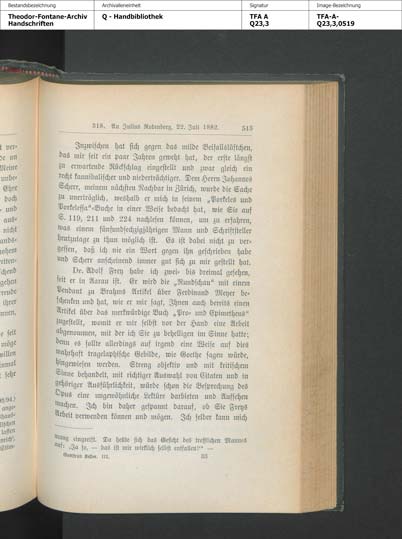 Bestandsbezeichnung
Archivalieneinheit
Signatur
Image-Bezeichnung
Theodor-Fontane-Archiv
Handschriften
Q - Handbibliothek
TFA A
Q23,3
TFA-A-
Q23,3,0519
318. An Julius Rodenberg, 22. Juli 1882. 513
Inzwischen hat sich gegen das milde Beifallslüftchen,
das mir seit ein paar Jahren geweht hat, der erste längst
zu erwartende Rückschlag eingestellt und zwar gleich ein
recht kannibalischer und niederträchtiger. Dem Herrn Johannes
Scherr, meinem nächsten Nachbar in Zürich, wurde die Sache
zu unerträglich, weshalb er mich in seinem „Porkeles und
Porkelessa“-Buche in einer Weise bedacht hat, wie Sie auf
S. 119, 211 und 224 nachlesen können, um zu erfahren,
was einem fünfundsechzigjährigen Mann und Schriftsteller
heutzutage zu thun möglich ist. Es ist dabei nicht zu ver-
gessen, daß ich nie ein Wort gegen ihn geschrieben habe
und Scherr anscheinend immer gut sich zu mir gestellt hat.
Dr. Adolf Frey habe ich zwei- bis dreimal gesehen,
seit er in Aarau ist. Er wird die „Rundschau“ mit einem
Pendant zu Brahms Artikel über Ferdinand Meyer be-
schenken und hat, wie er mir sagt, Ihnen auch bereits einen
Artikel über das merkwürdige Buch „Pro- und Epimetheus“
zugestellt, womit er mir selbst vor der Hand eine Arbeit
abgenommen, mit der ich Sie zu behelligen im Sinne hatte;
denn es sollte allerdings auf irgend eine Weise auf dies
wahrhaft tragelaphische Gebilde, wie Goethe sagen würde,
hingewiesen werden. Streng objektiv und mit kritischem
Sinne behandelt, mit richtiger Auswahl von Citaten und in
gehöriger Ausführlichkeit, würde schon die Besprechung des
Opus eine ungewöhnliche Lektüre darbieten und Aufsehen
machen. Ich bin daher gespannt darauf, ob Sie Freys
Arbeit verwenden können und mögen. Ich selber kann mich
mung eingreift. Da hellte sich das Gesicht des trefflichen Mannes
auf: „Ja so, — das ist mir wirklich selbst entfallen!“ —
Gottfried Keller. III. 33